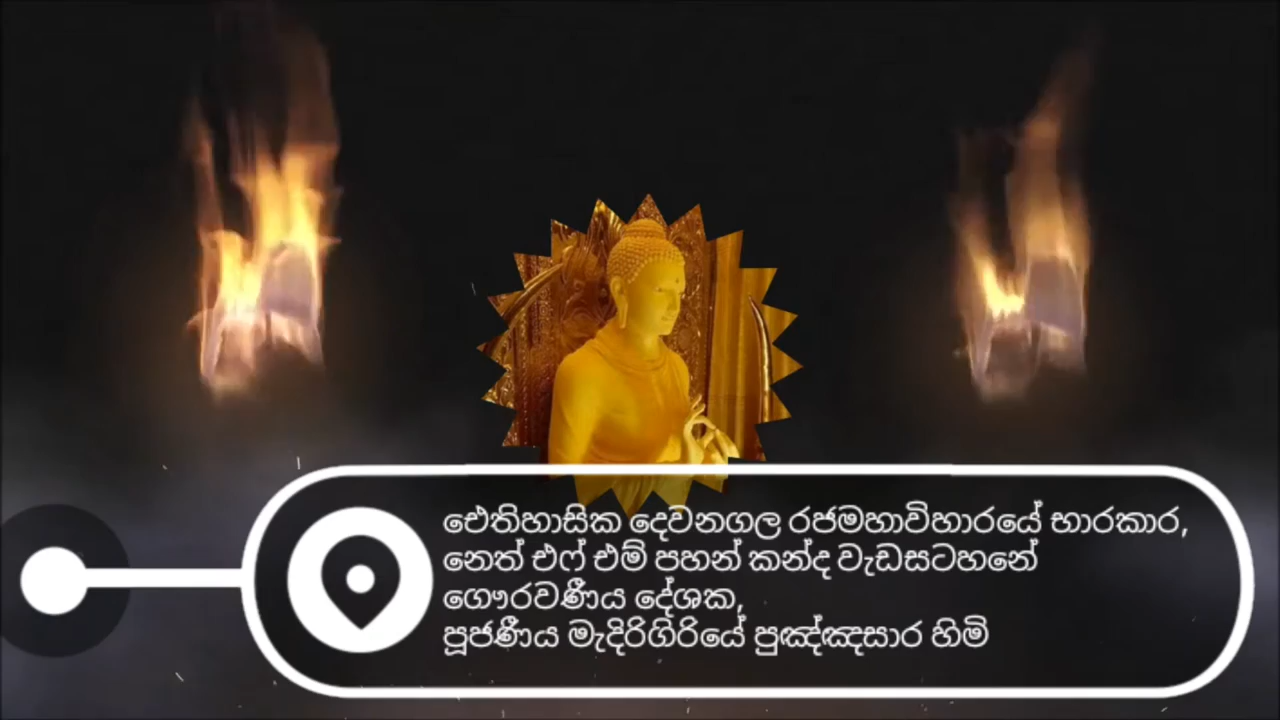 ඓතිහාසික දෙවනගල රජමහාවිහාරයේ භාරකාර,
නෙත් එෆ් එම් පහන් කන්ද වැඩසටහනේ
ගෞරවණීය දේශක,
පූජණීය මැදිරිගිරියේ පුඤ්ඤසාර හිමි